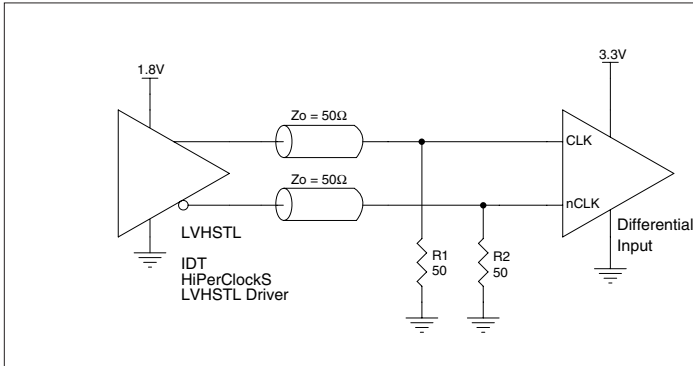 1.8V
3.3V
Zo = 50Ω
CLK
Zo = 50Ω
nCLK
LVHSTL
Differential
Input
R1
50
R2
50
IDT
HiPerClockS
LVHSTL Driver